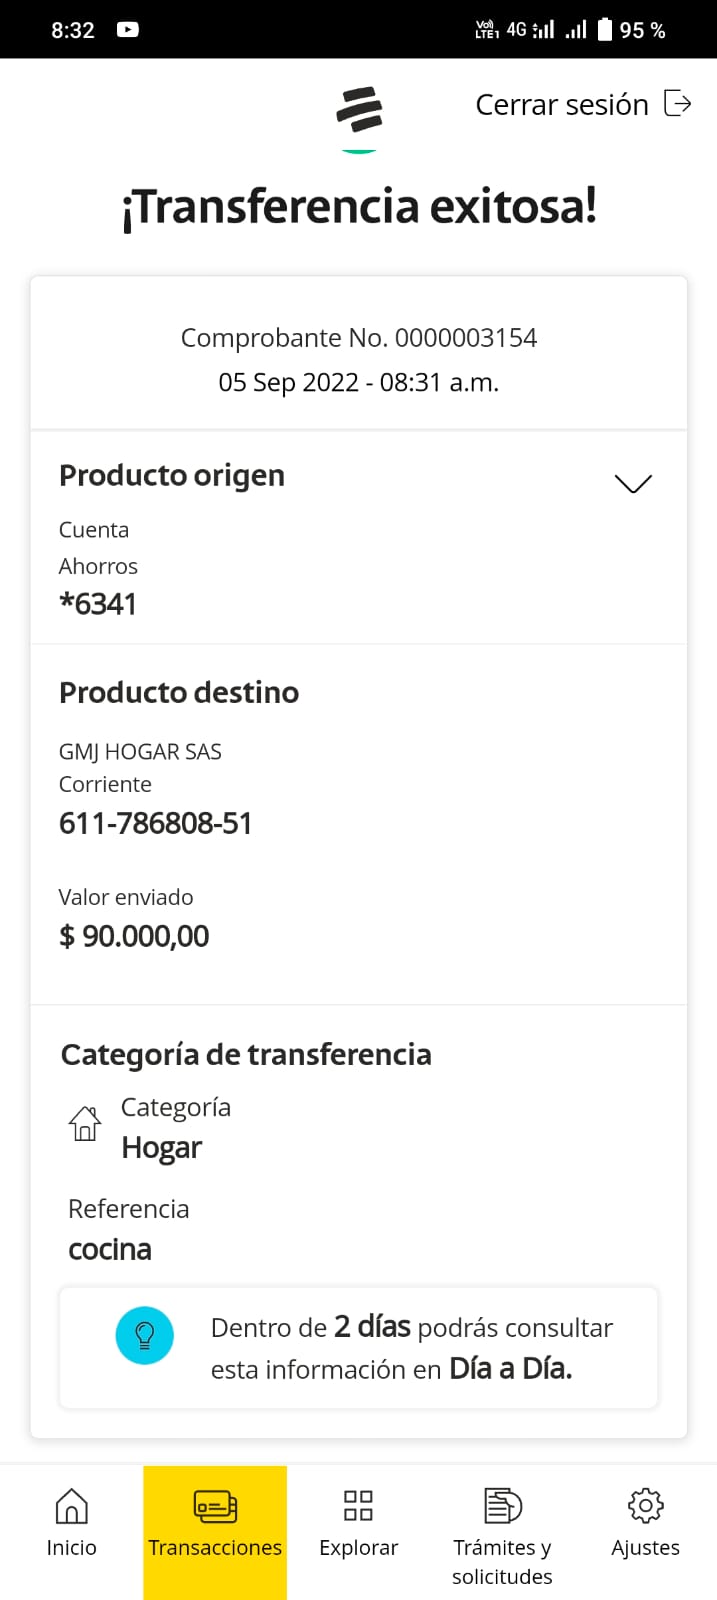 8:32
VoI) LTE1 4G 95 %
Cerrar sesión
¡Transferencia exitosa!
Comprobante No. 0000003154
05 Sep 2022 - 08:31 a.m.
Producto origen
Cuenta
Ahorros
*6341
Producto destino
GMJ HOGAR SAS
Corriente
611-786808-51
Valor enviado
$ 90.000,00
Categoría de transferencia
Categoría
Hogar
Referencia
cocina
Dentro de 2 días podrás consultar
esta información en Día a Día.
Inicio
Transacciones
Explorar
Trámites y
solicitudes
Ajustes